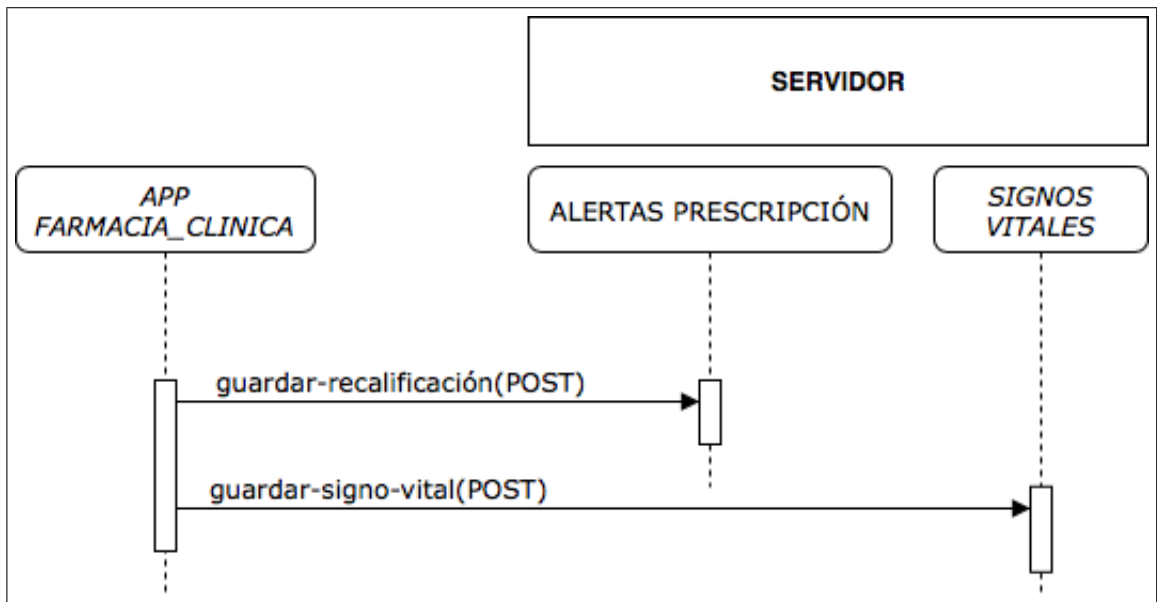 SERVIDOR
APP
FARMACIA_CLINICA
ALERTAS PRESCRIPCIÓN
SIGNOS
VITALES
guardar-recalificación(POST)
guardar-signo-vital(POST)